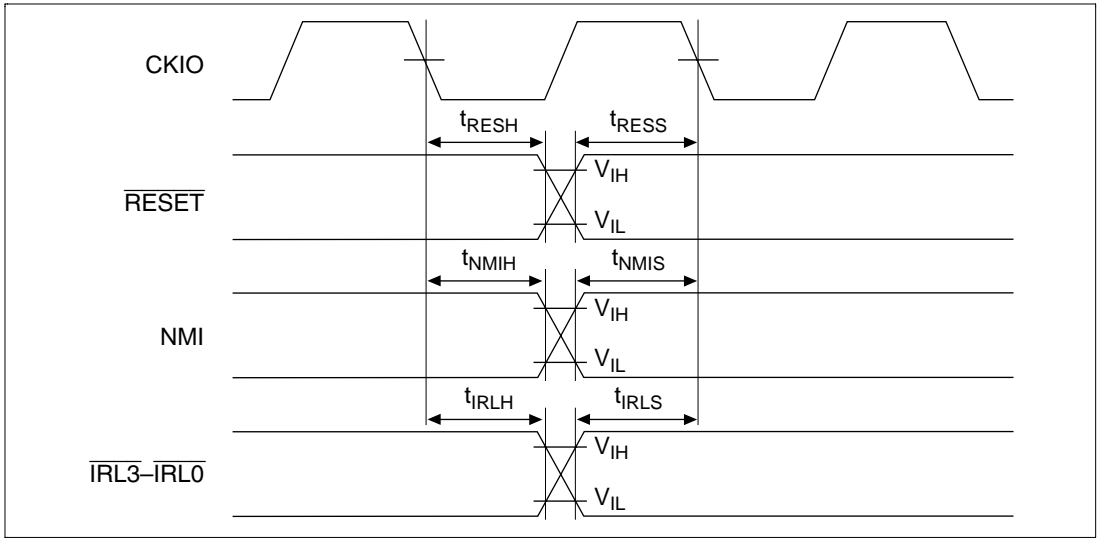 CKIO
tRESH tRESS
VIH
RESET
VIL
tNMIH tNMIS
VIH
NMI
VIL
tIRLH tIRLS
VIH
IRL3–IRL0
VIL